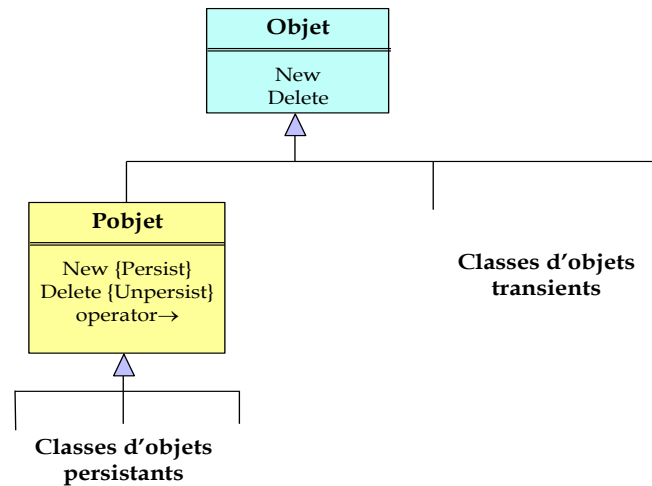 Objet
New
Delete
Pobjet
New {Persist}
Delete {Unpersist}
operator→
Classes d'objets
transients
Classes d'objets
persistants